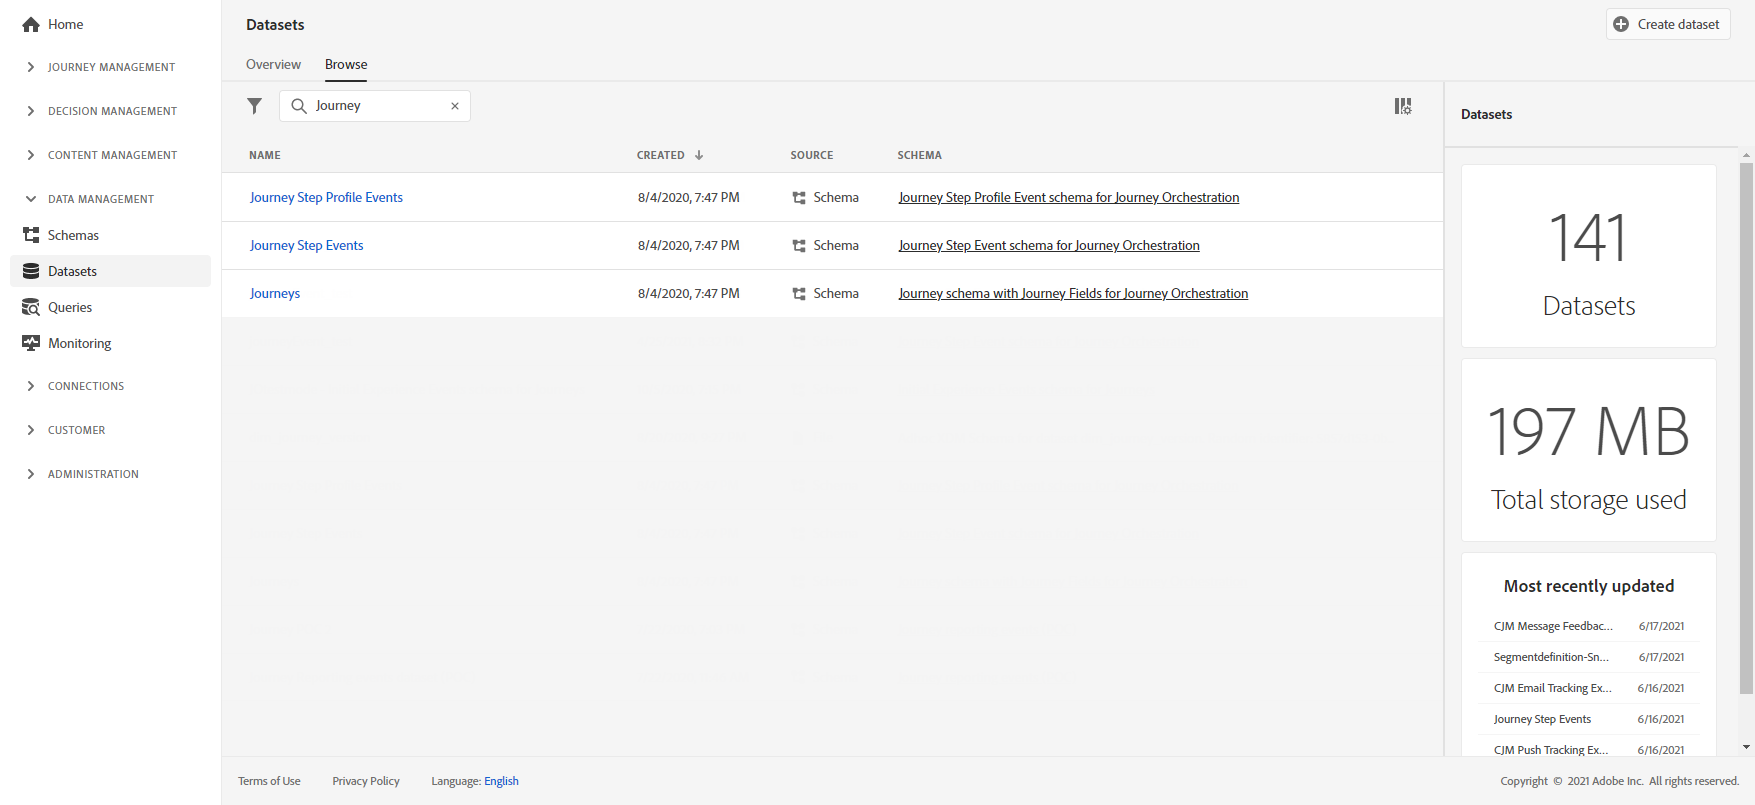 Home
JOURNEY MANAGEMENT
DECISION MANAGEMENT
CONTENT MANAGEMENT
DATA MANAGEMENT
Schemas
Datasets
Queries
Monitoring
CONNECTIONS
CUSTOMER
ADMINISTRATION
Datasets
Create dataset
Overview Browse
Journey
NAME CREATED SOURCE SCHEMA
Journey Step Profile Events 8/4/2020, 7:47 PM Schema Journey Step Profile Event schema for Journey Orchestration
Journey Step Events 8/4/2020, 7:47 PM Schema Journey Step Event schema for Journey Orchestration
Journeys 8/4/2020, 7:47 PM Schema Journey schema with Journey Fields for Journey Orchestration
Datasets
141
Datasets
197 MB
Total storage used
Most recently updated
CJM Message Feedbac... 6/17/2021
Segmentdefinition-Sn... 6/17/2021
CJM Email Tracking Ex... 6/16/2021
Journey Step Events 6/16/2021
CJM Push Tracking Ex... 6/16/2021
Terms of Use Privacy Policy Language: English
Copyright © 2021 Adobe Inc. All rights reserved.